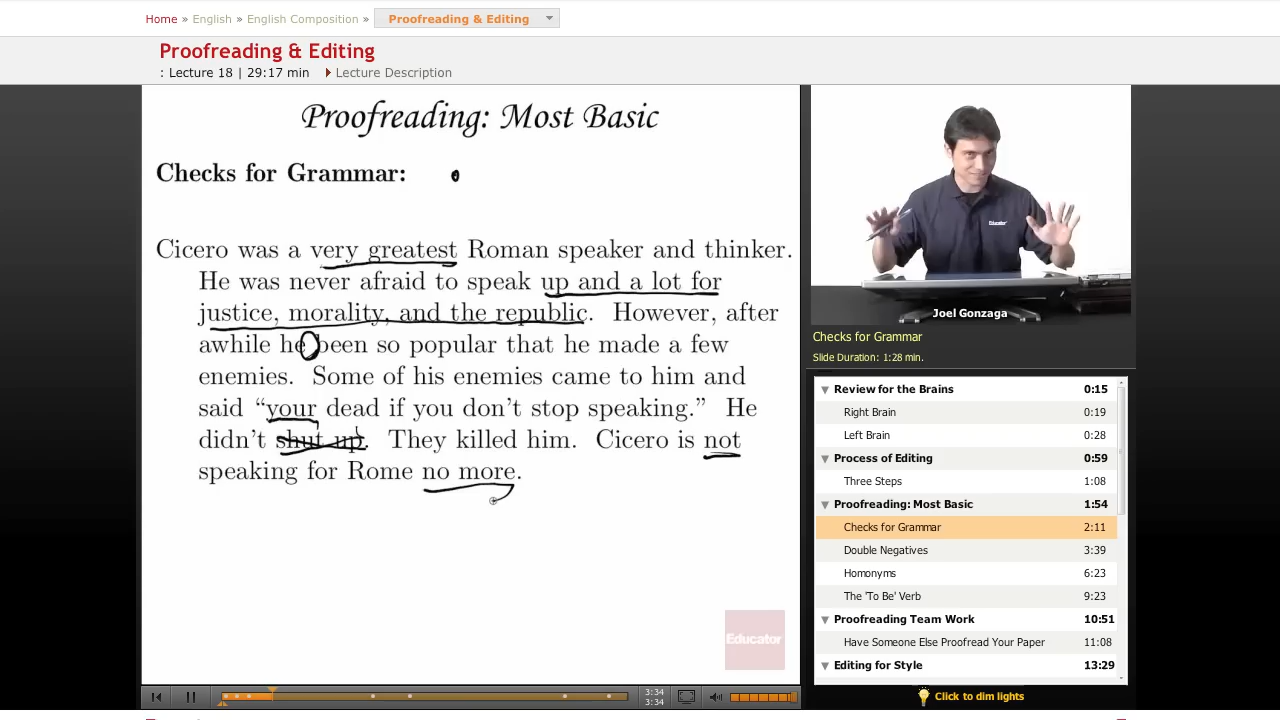 Home » English » English Composition » Proofreading & Editing
Proofreading & Editing
: Lecture 18 | 29:17 min Lecture Description
Proofreading: Most Basic
Checks for Grammar:
Cicero was a very greatest Roman speaker and thinker.
He was never afraid to speak up and a lot for
justice, morality, and the republic. However, after
awhile he been so popular that he made a few
enemies. Some of his enemies came to him and
said “your dead if you don’t stop speaking.” He
didn’t shut up. They killed him. Cicero is not
speaking for Rome no more.
Educator
3:34
3:34
Educator
Joel Gonzaga
Checks for Grammar
Slide Duration: 1:28 min.
Review for the Brains 0:15
Right Brain 0:19
Left Brain 0:28
Process of Editing 0:59
Three Steps 1:08
Proofreading: Most Basic 1:54
Checks for Grammar 2:11
Double Negatives 3:39
Homonyms 6:23
The 'To Be' Verb 9:23
Proofreading Team Work 10:51
Have Someone Else Proofread Your Paper 11:08
Editing for Style 13:29
Click to dim lights